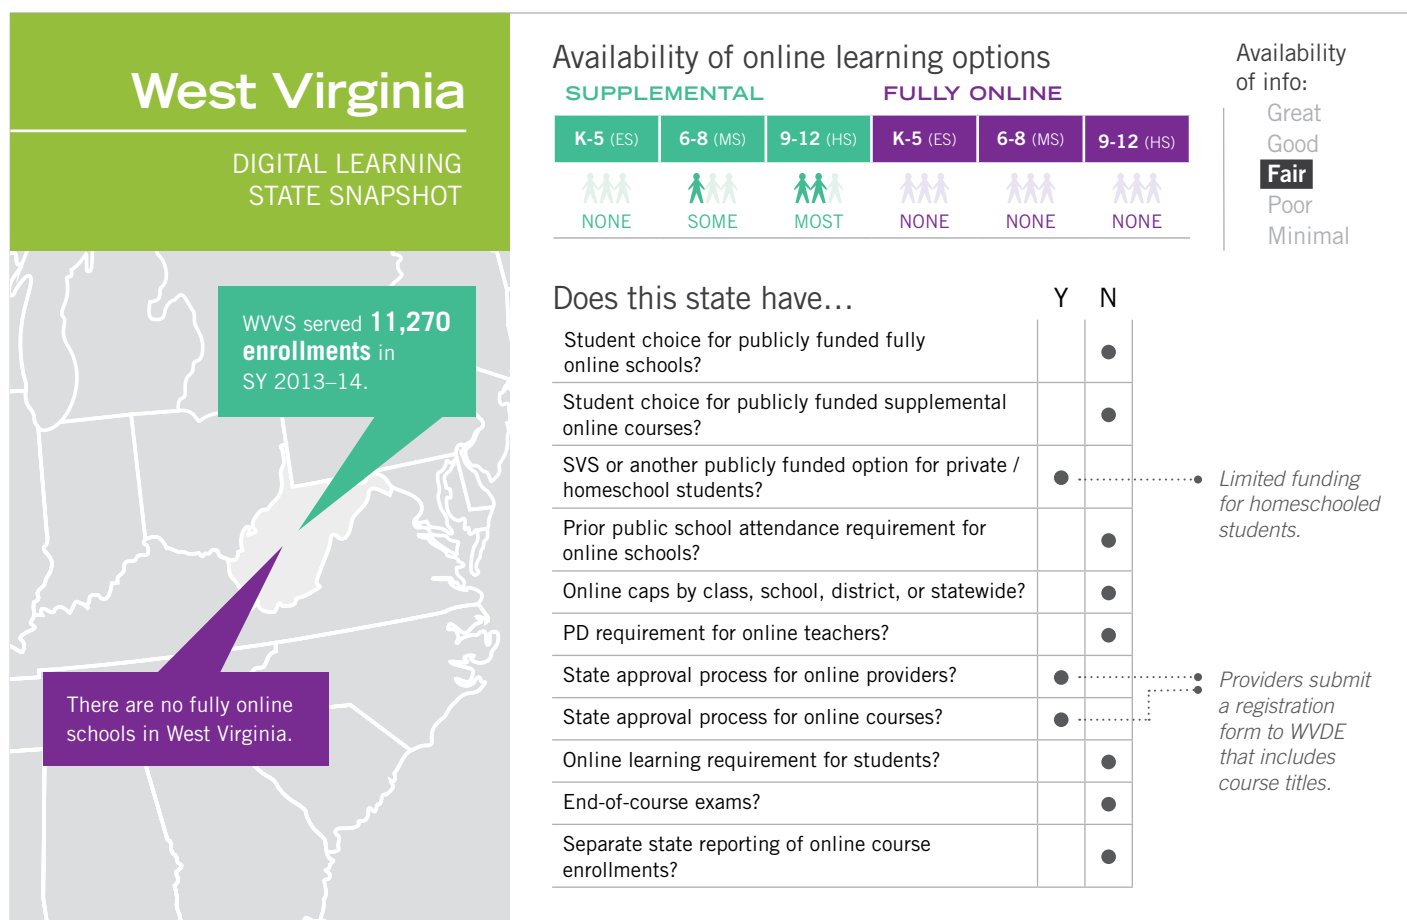 West Virginia
DIGITAL LEARNING
STATE SNAPSHOT
WVVS served 11,270
enrollments in
SY 2013–14.
There are no fully online
schools in West Virginia.
Availability of online learning options
SUPPLEMENTAL FULLY ONLINE
K-5 (ES) 6-8 (MS) 9-12 (HS) K-5 (ES) 6-8 (MS) 9-12 (HS)
NONE SOME MOST NONE NONE NONE
Availability
of info:
Great
Good
Fair
Poor
Minimal
Does this state have... Y N
Student choice for publicly funded fully
online schools?
Student choice for publicly funded supplemental
online courses?
SVS or another publicly funded option for private /
homeschool students?
Limited funding
for homeschooled
students.
Prior public school attendance requirement for
online schools?
Online caps by class, school, district, or statewide?
PD requirement for online teachers?
State approval process for online providers?
State approval process for online courses?
Providers submit
a registration
form to WVDE
that includes
course titles.
Online learning requirement for students?
End-of-course exams?
Separate state reporting of online course
enrollments?